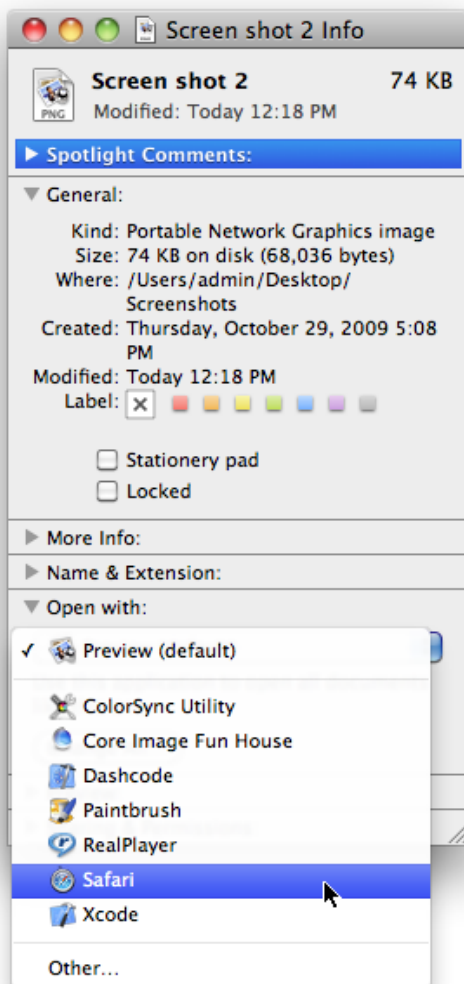 Screen shot 2 Info
Screen shot 2 74 KB
Modified: Today 12:18 PM
PNG
Spotlight Comments:
General:
Kind: Portable Network Graphics image
Size: 74 KB on disk (68,036 bytes)
Where: /Users/admin/Desktop/
Screenshots
Created: Thursday, October 29, 2009 5:08
PM
Modified: Today 12:18 PM
Label:
Stationery pad
Locked
More Info:
Name & Extension:
Open with:
Preview (default)
ColorSync Utility
Core Image Fun House
Dashcode
Paintbrush
RealPlayer
Safari
Xcode
Other...